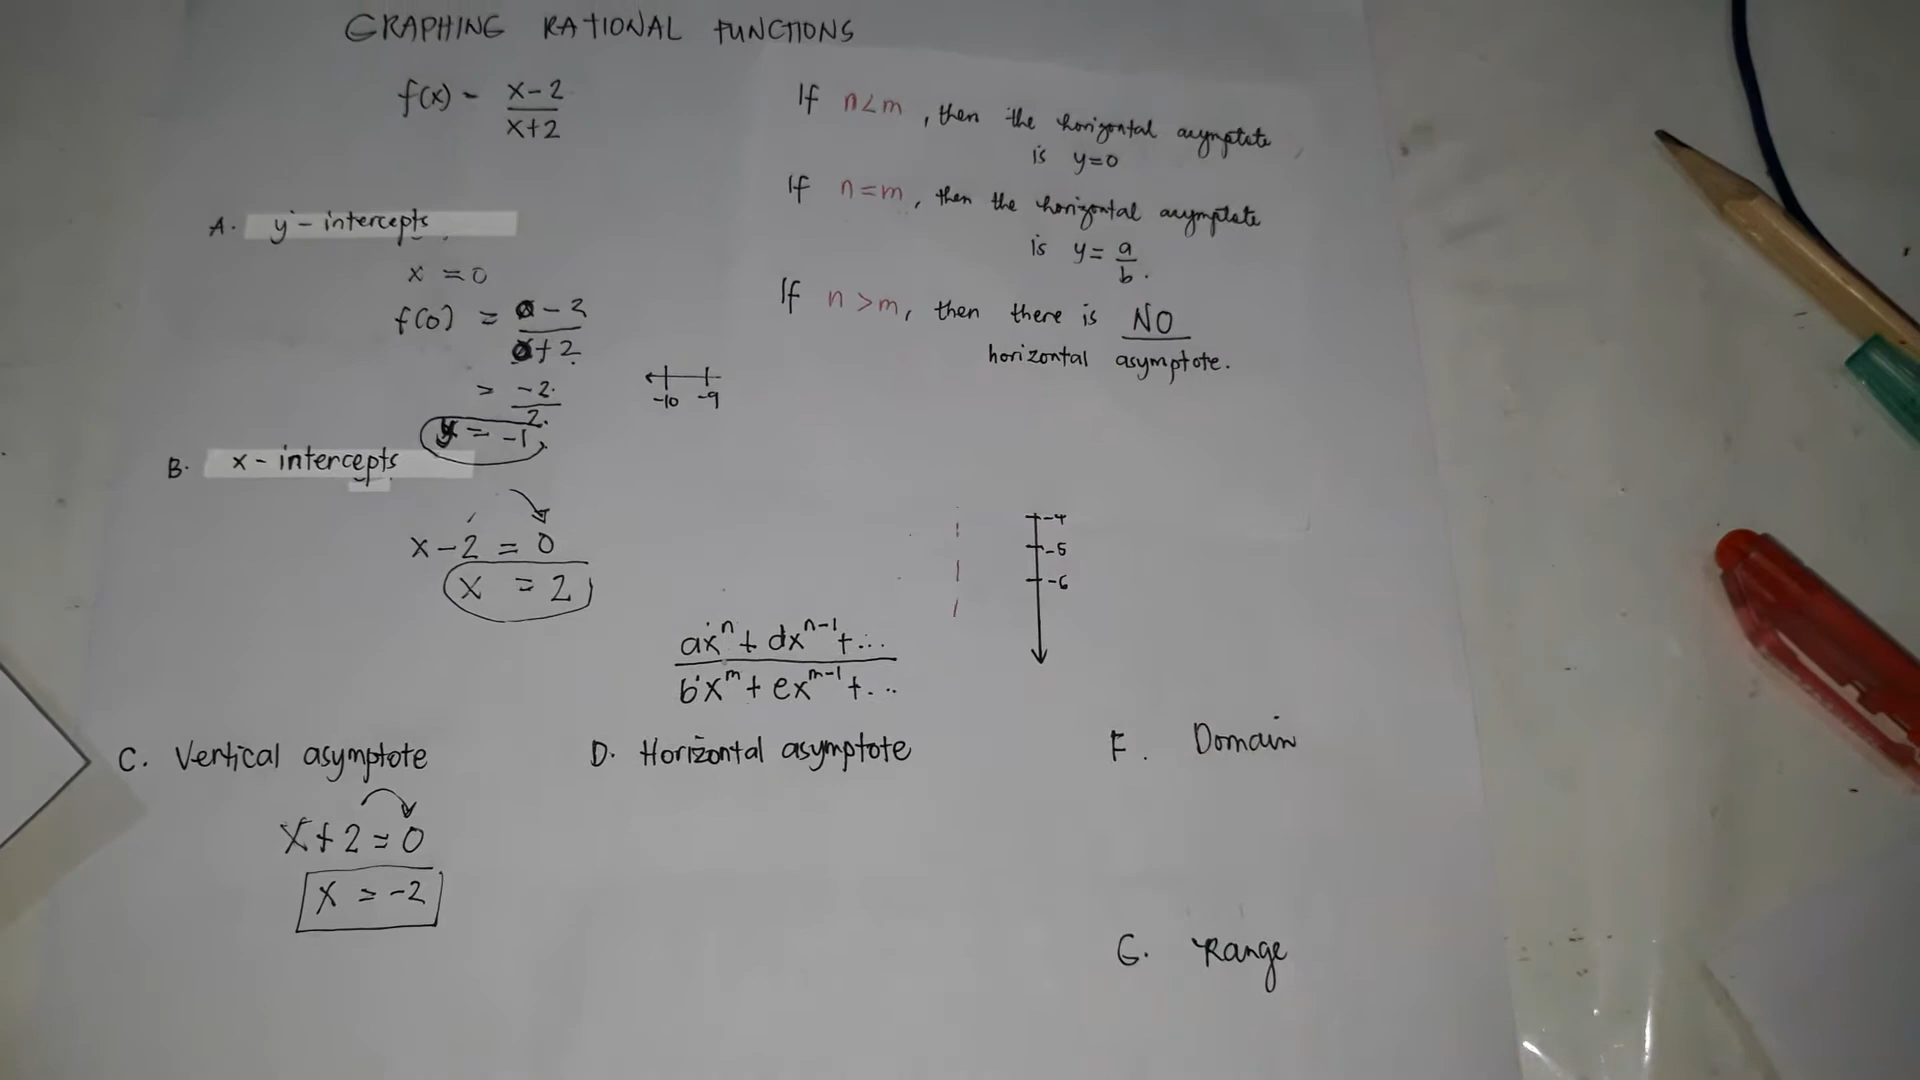 GRAPHING RATIONAL FUNCTIONS
f(x) - x-2
x+2
If n<m, then the horizontal asymptote
is y=0
If n=m, then the horizontal asymptote
is y= a
b.
If n>m, then there is NO
horizontal asymptote.
A. y-intercepts
x = 0
f(0) = 0-2
0+2
= -2
2
y = -1
-10 -9
B. x-intercepts
x-2 = 0
x = 2
-4
-5
-6
axⁿ + dxⁿ⁻¹ + ...
bxᵐ + exᵐ⁻¹ + ...
C. Vertical asymptote
x+2=0
x = -2
D. Horizontal asymptote
F. Domain
G. Range